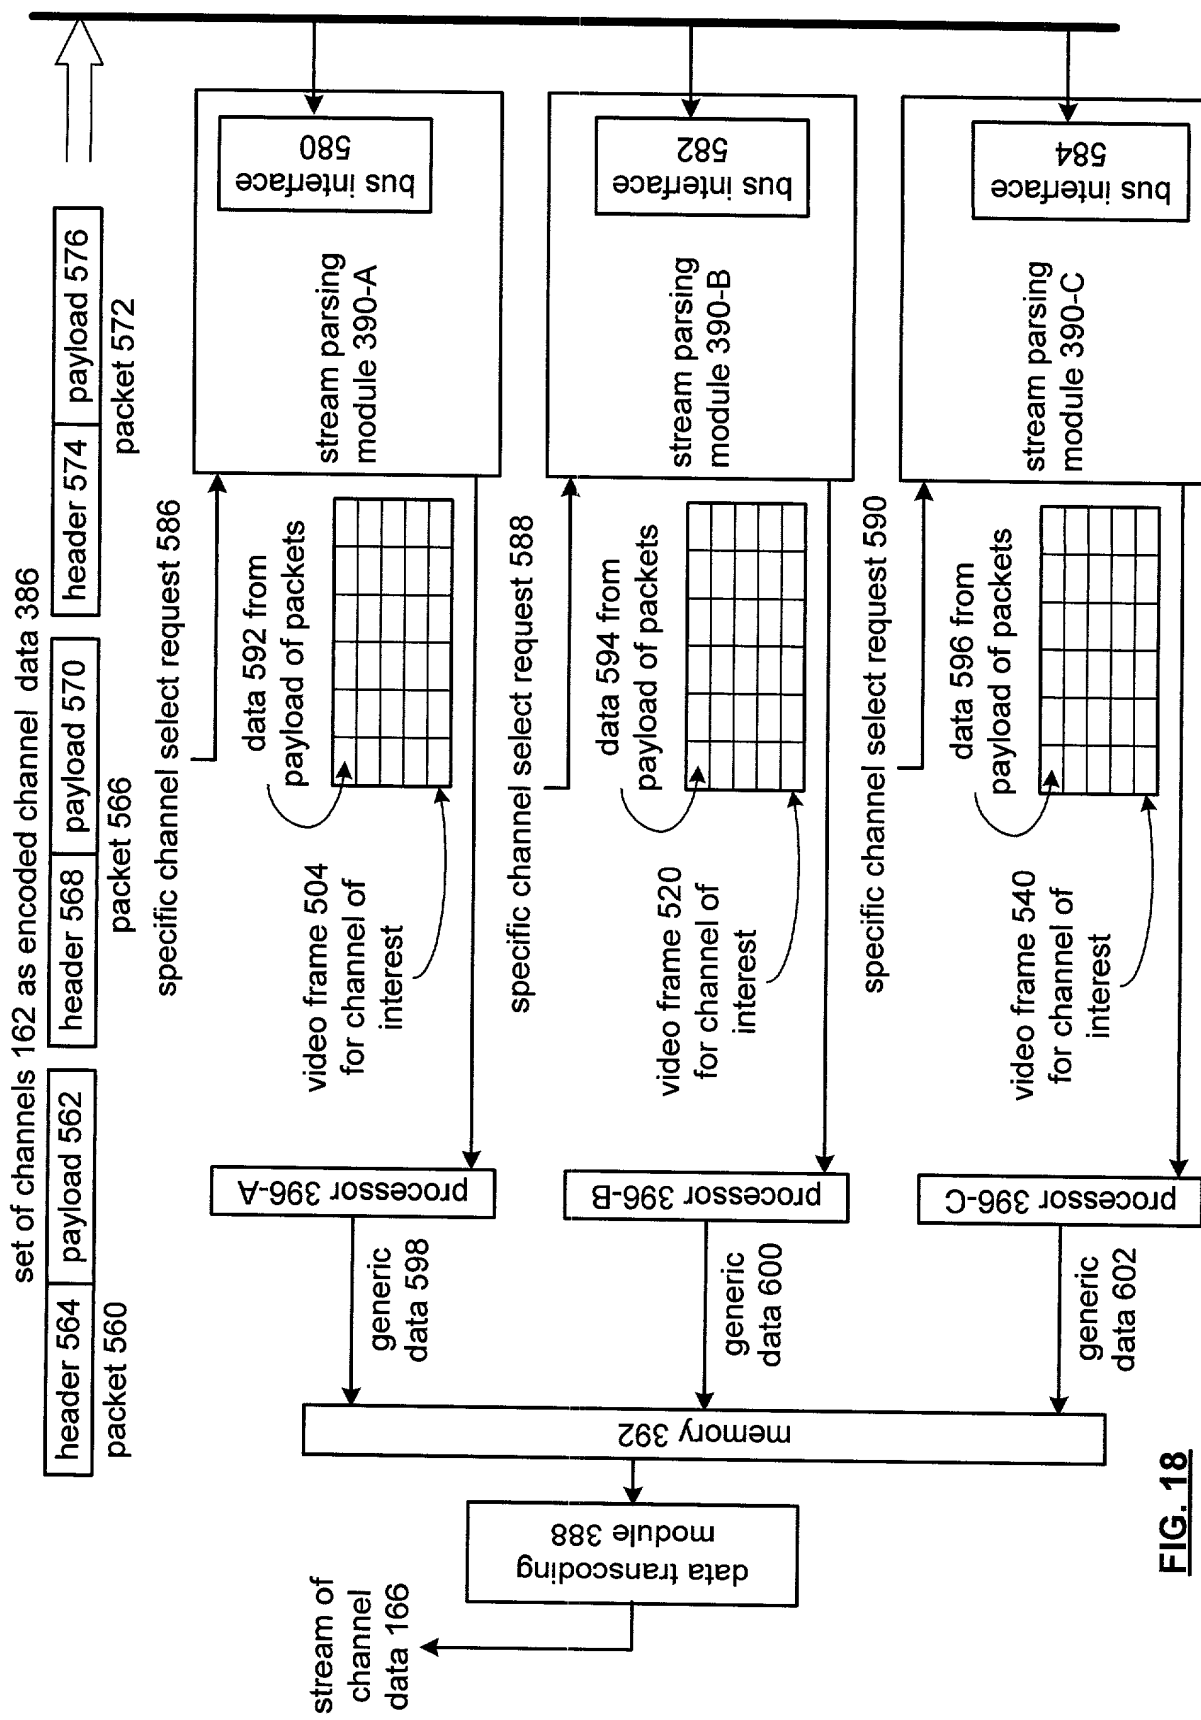 set of channels 162 as encoded channel data 386
header 564
payload 562
packet 560
header 568
payload 570
packet 566
header 574
payload 576
packet 572
specific channel select request 586
bus interface
580
stream parsing
module 390-A
data 592 from
payload of packets
video frame 504
for channel of
interest
processor 396-A
generic
data 598
specific channel select request 588
bus interface
582
stream parsing
module 390-B
data 594 from
payload of packets
video frame 520
for channel of
interest
processor 396-B
generic
data 600
specific channel select request 590
bus interface
584
stream parsing
module 390-C
data 596 from
payload of packets
video frame 540
for channel of
interest
processor 396-C
generic
data 602
memory 392
data transcoding
module 388
stream of
channel
data 166
FIG. 18